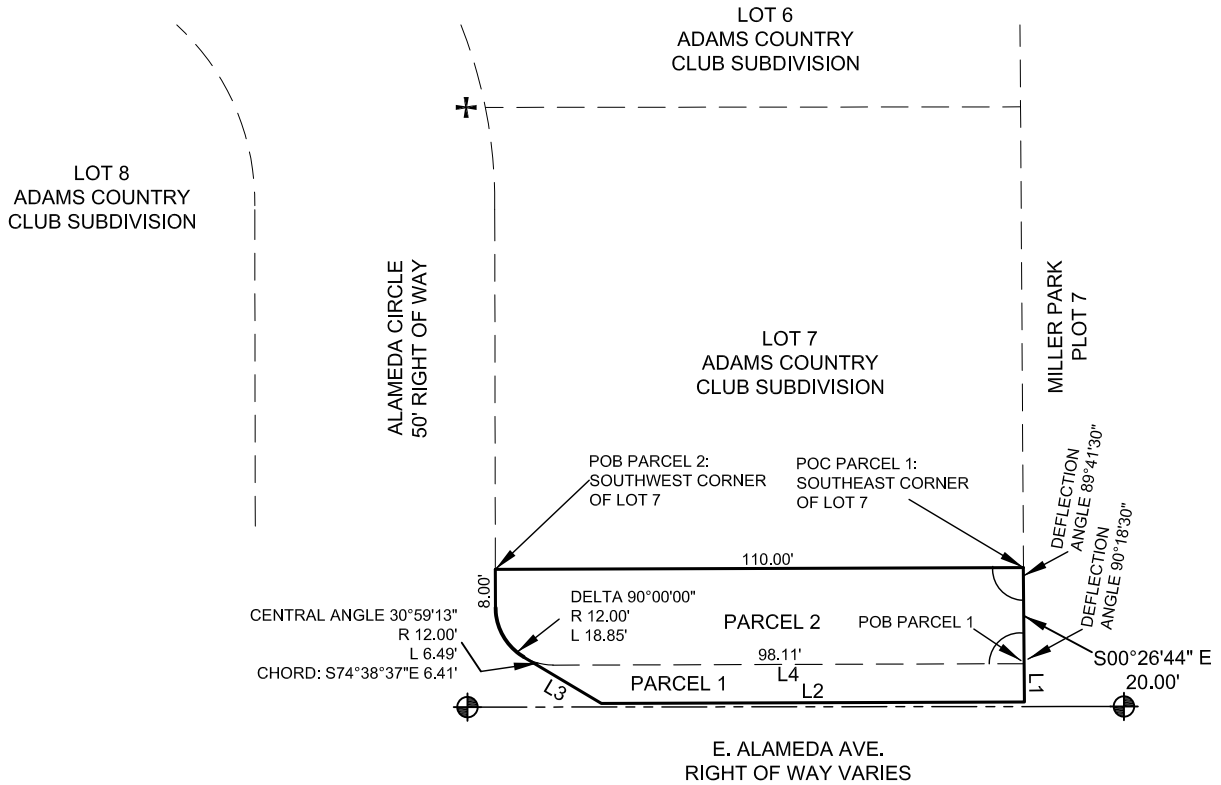 LOT 6
ADAMS COUNTRY
CLUB SUBDIVISION
LOT 8
ADAMS COUNTRY
CLUB SUBDIVISION
ALAMEDA CIRCLE
50' RIGHT OF WAY
MILLER PARK
PLOT 7
LOT 7
ADAMS COUNTRY
CLUB SUBDIVISION
POB PARCEL 2:
SOUTHWEST CORNER
OF LOT 7
POC PARCEL 1:
SOUTHEAST CORNER
OF LOT 7
DEFLECTION
ANGLE 89°41'30"
DEFLECTION
ANGLE 90°18'30"
110.00'
8.00'
DELTA 90°00'00"
R 12.00'
L 18.85'
CENTRAL ANGLE 30°59'13"
R 12.00'
L 6.49'
CHORD: S74°38'37"E 6.41'
PARCEL 2
POB PARCEL 1
S00°26'44" E
20.00'
98.11'
L4
L3
PARCEL 1
L2
L1
E. ALAMEDA AVE.
RIGHT OF WAY VARIES